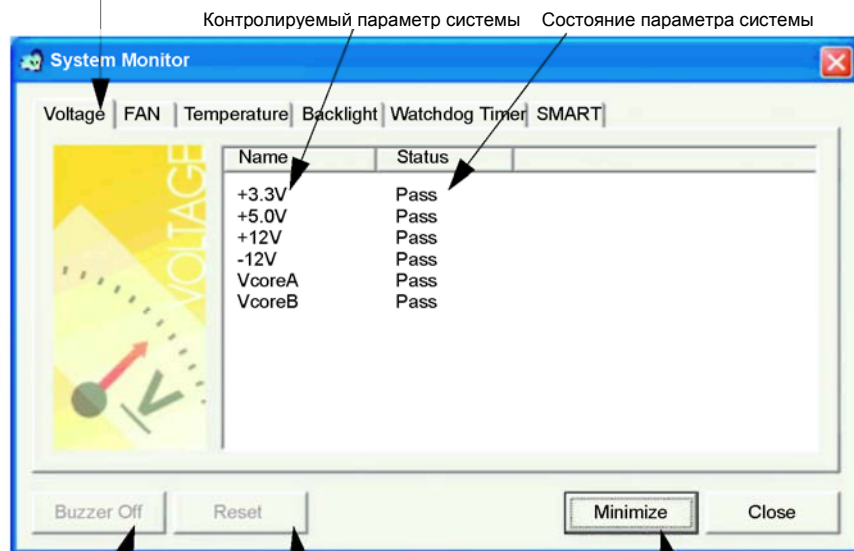 Контролируемый параметр системы Состояние параметра системы
System Monitor
Voltage FAN Temperature Backlight Watchdog Timer SMART
VOLTAGE
Name Status
+3.3V Pass
+5.0V Pass
+12V Pass
-12V Pass
VcoreA Pass
VcoreB Pass
V
Buzzer Off Reset Minimize Close